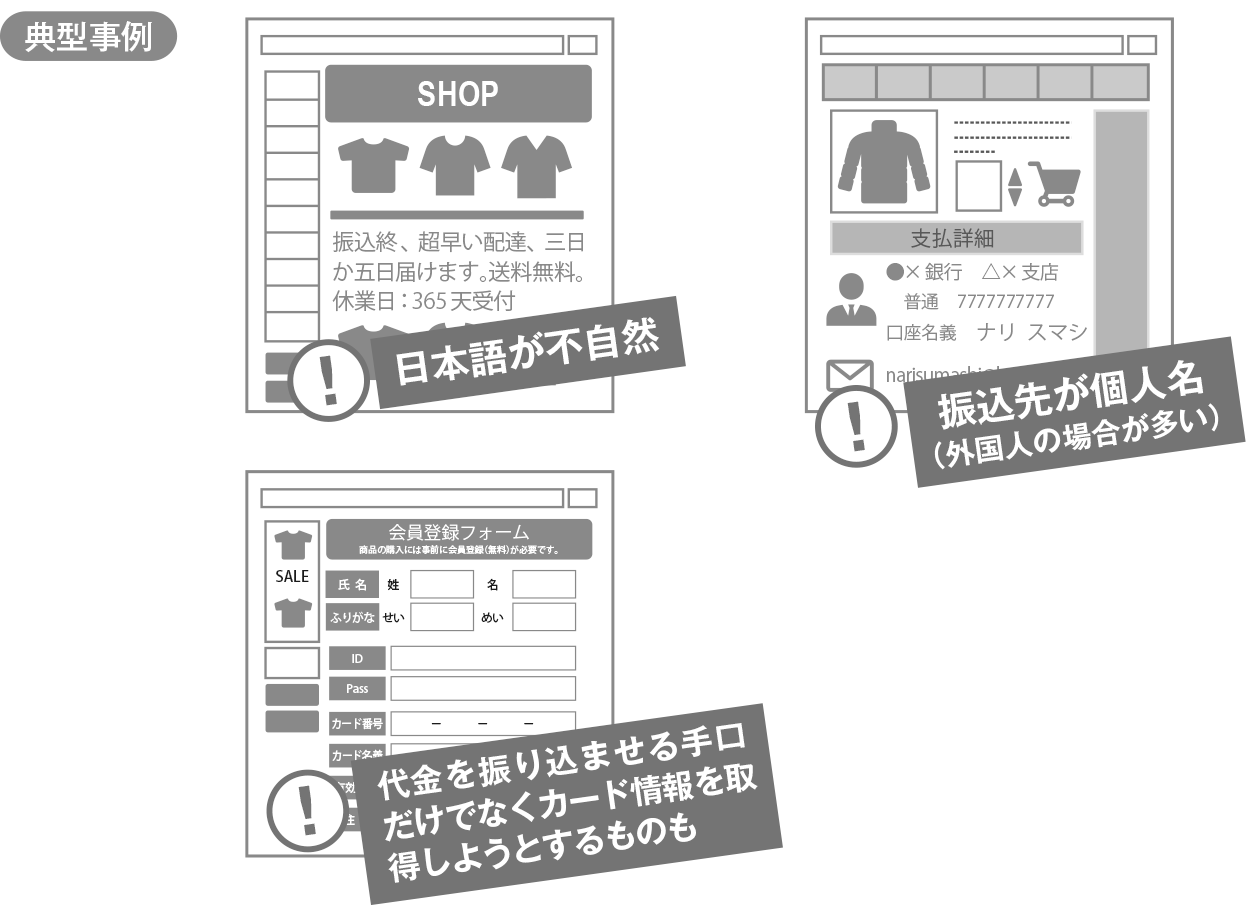 典型事例
SHOP
振込終、超早い配達、三日
か五日届けます。送料無料。
休業日：365天受付
日本語が不自然
支払詳細
●×銀行　△×支店
普通　7777777777
口座名義　ナリ スマシ
振込先が個人名
（外国人の場合が多い）
会員登録フォーム
商品の購入には事前に会員登録（無料）が必要です。
SALE
氏 名　姓　名
ふりがな　せい　めい
ID
Pass
カード番号　－　－　－
カード名義
代金を振り込ませる手口
だけでなくカード情報を取
得しようとするものも